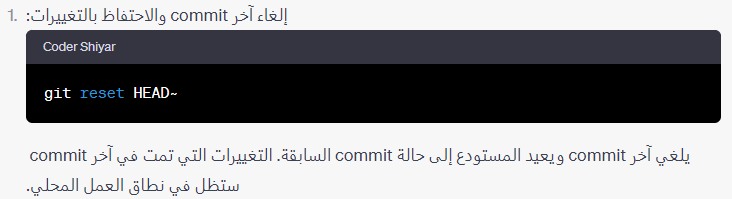 1. إلغاء آخر commit والاحتفاظ بالتغييرات:
Coder Shiyar
git reset HEAD~
يلغي آخر commit ويعيد المستودع إلى حالة commit السابقة. التغييرات التي تمت في آخر commit
ستظل في نطاق العمل المحلي.